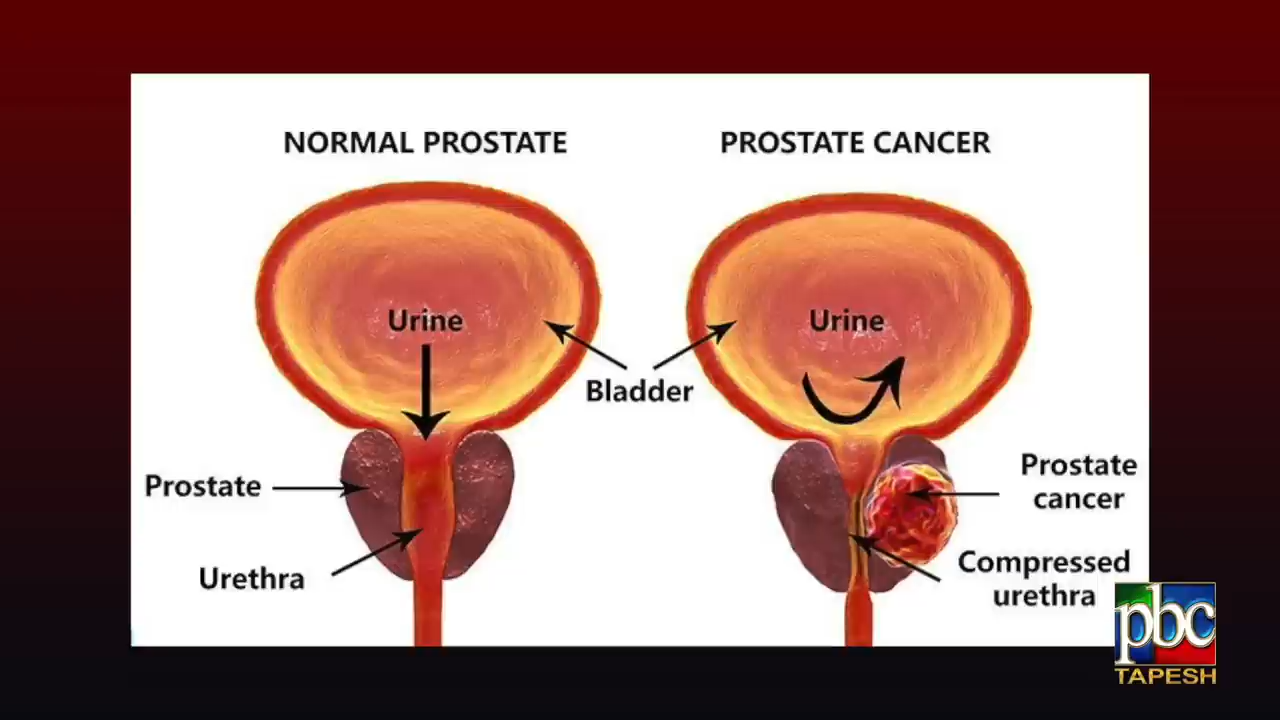 NORMAL PROSTATE
PROSTATE CANCER
Urine
Urine
Bladder
Prostate
Prostate
cancer
Urethra
Compressed
urethra
pbc
TAPESH